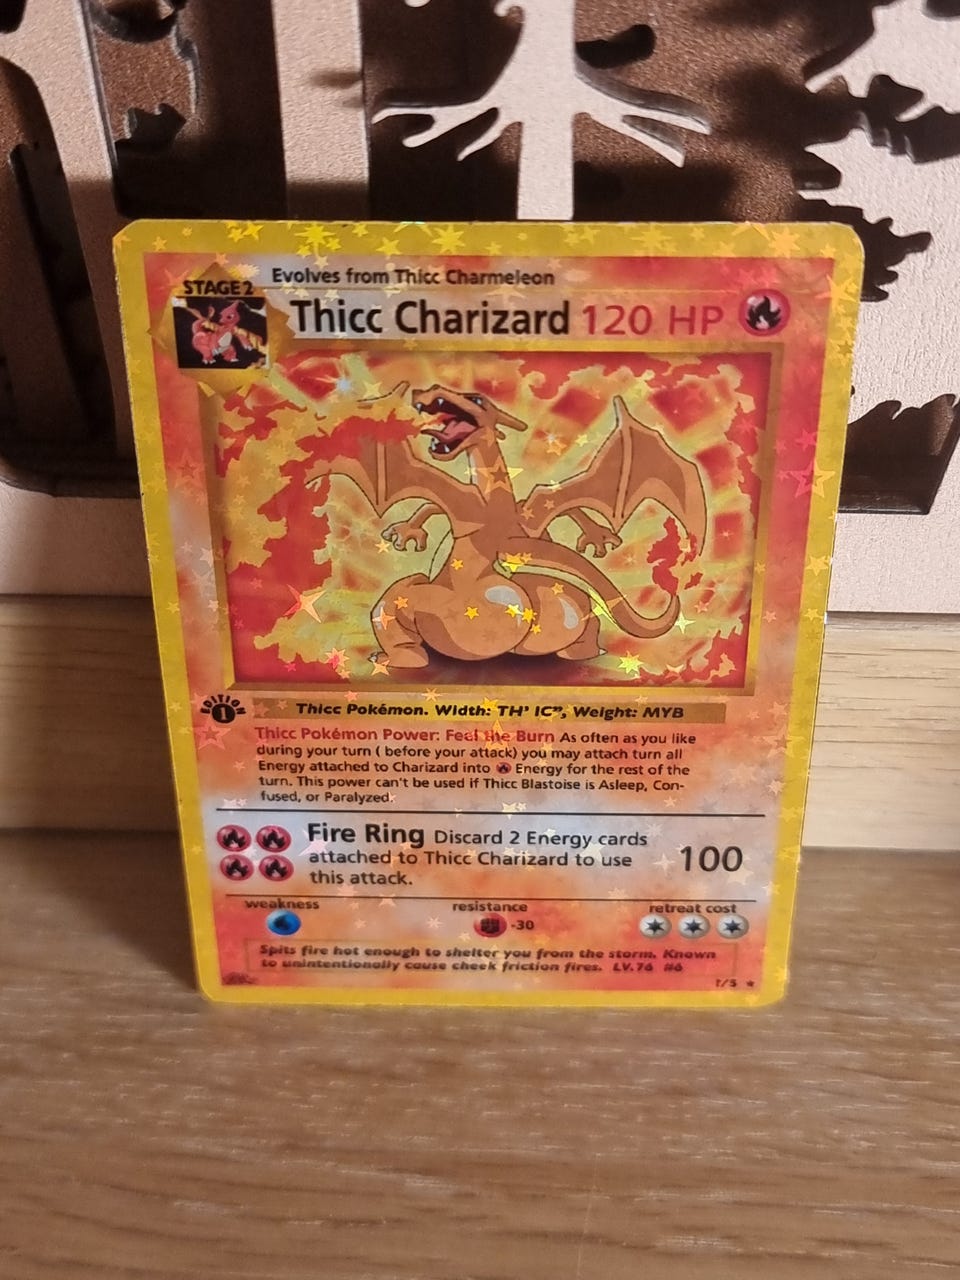 Evolves from Thicc Charmeleon
STAGE 2
Thicc Charizard 120 HP
EDITION
1
Thicc Pokémon. Width: TH' IC", Weight: MYB
Thicc Pokémon Power: Feel the Burn As often as you like
during your turn ( before your attack) you may attach turn all
Energy attached to Charizard into Energy for the rest of the
turn. This power can't be used if Thicc Blastoise is Asleep, Con-
fused, or Paralyzed.
Fire Ring Discard 2 Energy cards
attached to Thicc Charizard to use
this attack.
100
weakness resistance retreat cost
-30
Spits fire hot enough to shelter you from the storm. Known
to unintentionally cause cheek friction fires. LV.76 #6